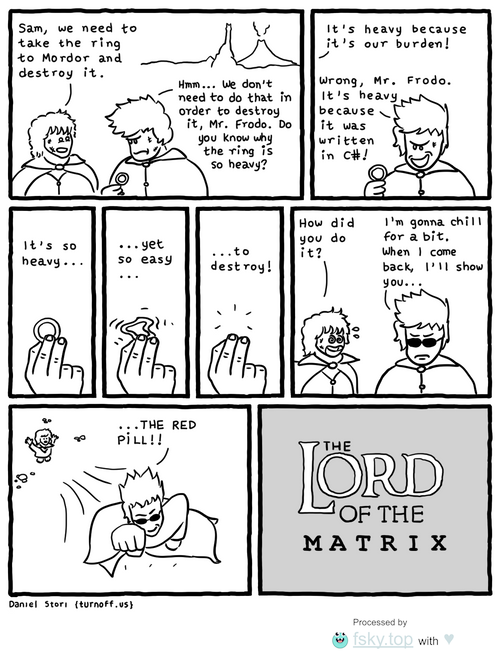 Sam, we need to
take the ring
to Mordor and
destroy it.
Hmm... We don't
need to do that in
order to destroy
it, Mr. Frodo. Do
you know why
the ring is
so heavy?
It's heavy because
it's our burden!
Wrong, Mr. Frodo.
It's heavy
because
it was
written
in C#!
It's so
heavy...
...yet
so easy
...
...to
destroy!
How did
you do
it?
I'm gonna chill
for a bit.
When I come
back, I'll show
you...
...THE RED
PiLL!!
THE
LORD
OF THE
MATRIX
Daniel Stori {turnoff.us}
Processed by
fsky.top with ♥